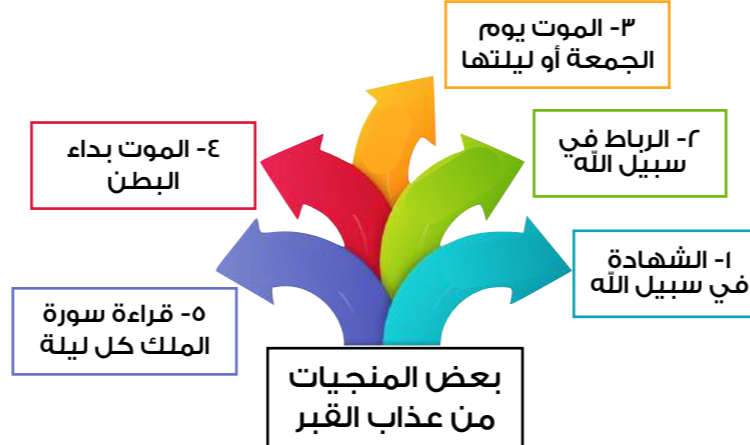 ٣- الموت يوم
الجمعة أو ليلتها
٢- الرباط في
سبيل الله
٤- الموت بداء
البطن
١- الشهادة
في سبيل الله
٥- قراءة سورة
الملك كل ليلة
بعض المنجيات
من عذاب القبر